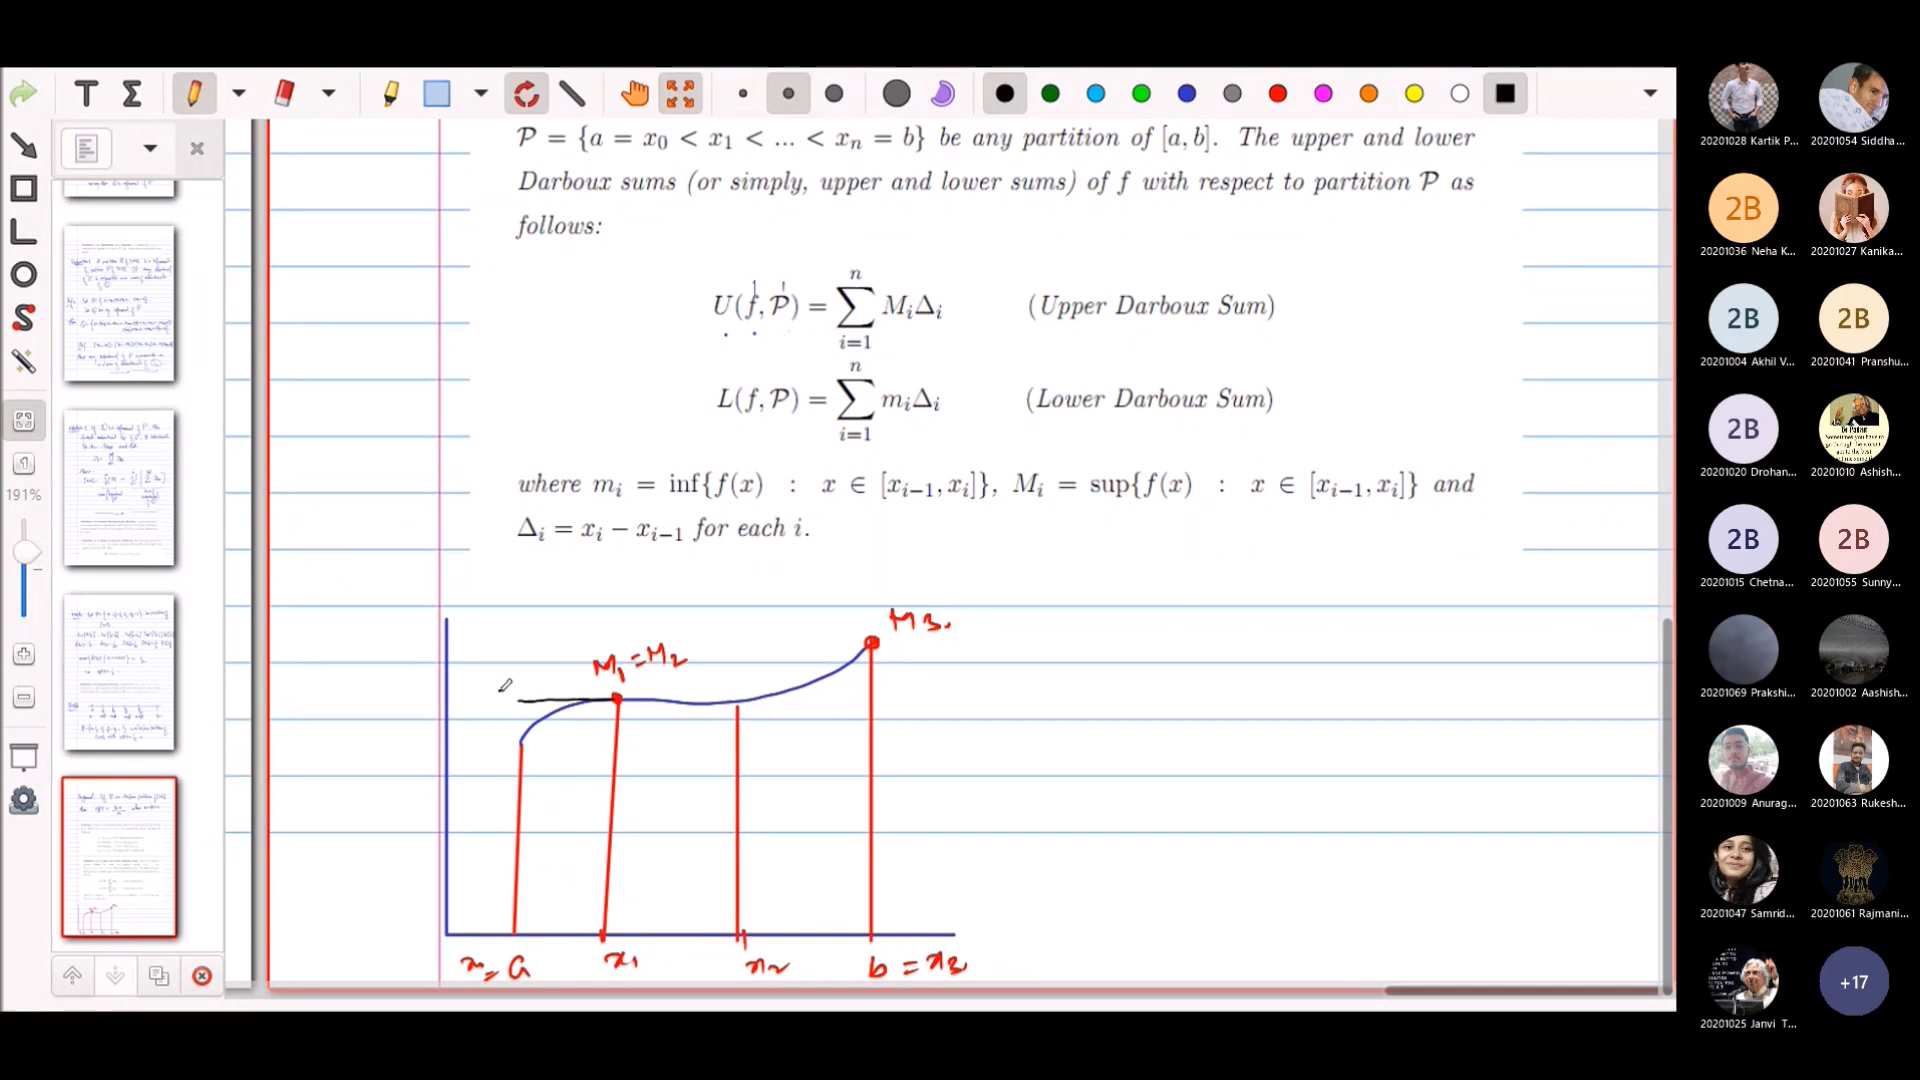 P = {a = x₀ < x₁ < ... < xₙ = b} be any partition of [a, b]. The upper and lower
Darboux sums (or simply, upper and lower sums) of f with respect to partition P as
follows:
U(f, P) = ∑ᵢ₌₁ⁿ MᵢΔᵢ (Upper Darboux Sum)
L(f, P) = ∑ᵢ₌₁ⁿ mᵢΔᵢ (Lower Darboux Sum)
where mᵢ = inf{f(x) : x ∈ [xᵢ₋₁, xᵢ]}, Mᵢ = sup{f(x) : x ∈ [xᵢ₋₁, xᵢ]} and
Δᵢ = xᵢ − xᵢ₋₁ for each i.
M₃.
M₁ = M₂
a x₁ x₂ b = x₃
T Σ
1
191%
20201028 Kartik P...
20201054 Siddha...
2B
20201036 Neha K...
20201027 Kanika...
2B
20201004 Akhil V...
2B
20201041 Pranshu...
2B
20201020 Drohan...
20201010 Ashish...
2B
20201015 Chetna...
2B
20201055 Sunny...
20201069 Prakshi...
20201002 Aashish...
20201009 Anurag...
20201063 Rukesh...
20201047 Samrid...
20201061 Rajmani...
20201025 Janvi T...
+17